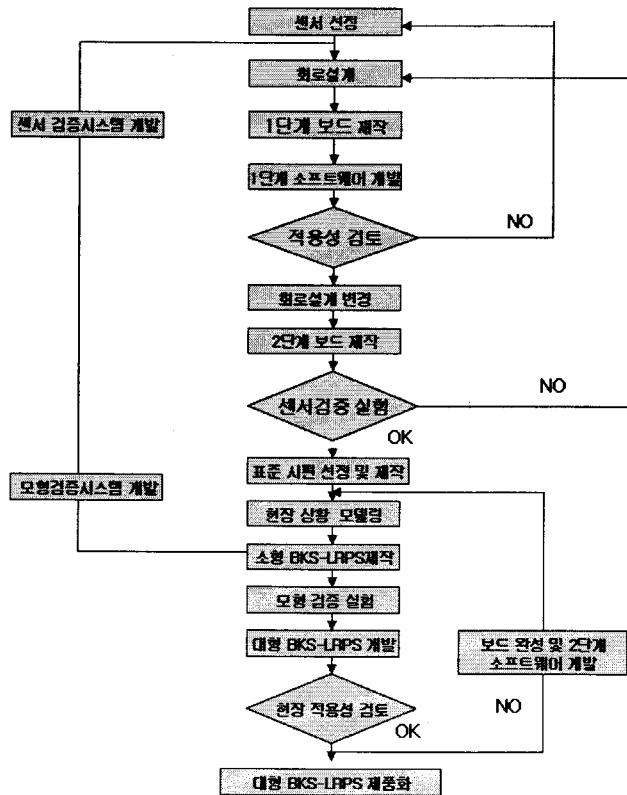 센서 선정
회로설계
센서 검증시스템 개발
1단계 보드 제작
1단계 소프트웨어 개발
적용성 검토
NO
회로설계 변경
2단계 보드 제작
센서검증 실험
NO
OK
표준 시편 선정 및 제작
모형검증시스템 개발
현장 상황 모델링
소형 BKS-LRPS제작
모형 검증 실험
대형 BKS-LRPS 개발
보드 완성 및 2단계
소프트웨어 개발
현장 적용성 검토
NO
OK
대형 BKS-LRPS 제품화